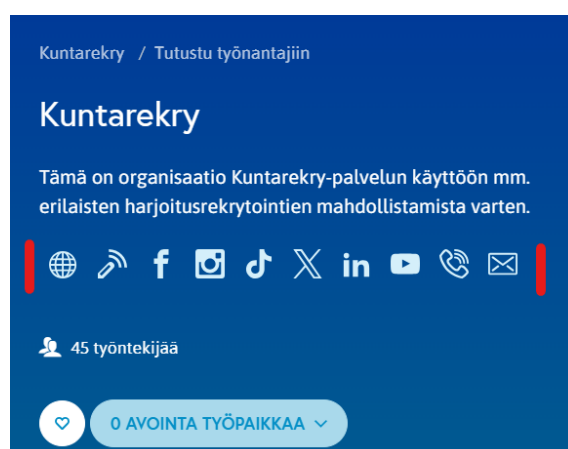 Kuntarekry / Tutustu työnantajiin
Kuntarekry
Tämä on organisaatio Kuntarekry-palvelun käyttöön mm.
erilaisten harjoitusrekrytointien mahdollistamista varten.
45 työntekijää
0 AVOINTA TYÖPAIKKAA